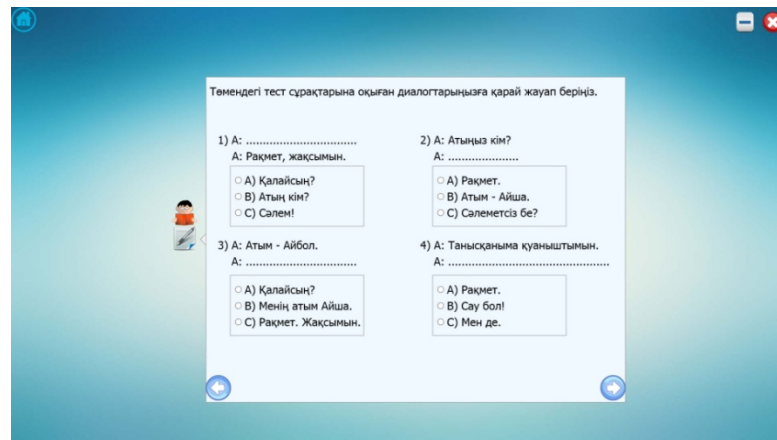 Төмендегі тест сұрақтарына оқыған диалогтарыңызға қарай жауап беріңіз.
1) А: .................................
А: Рақмет, жақсымын.
A) Қалайсың?
B) Атың кім?
C) Сәлем!
2) А: Атыңыз кім?
А: .....................
A) Рақмет.
B) Атым - Айша.
C) Сәлеметсіз бе?
3) А: Атым - Айбол.
А: .................................
A) Қалайсың?
B) Менің атым Айша.
C) Рақмет. Жақсымын.
4) А: Танысқаныма қуаныштымын.
А: ................................................
A) Рақмет.
B) Сау бол!
C) Мен де.